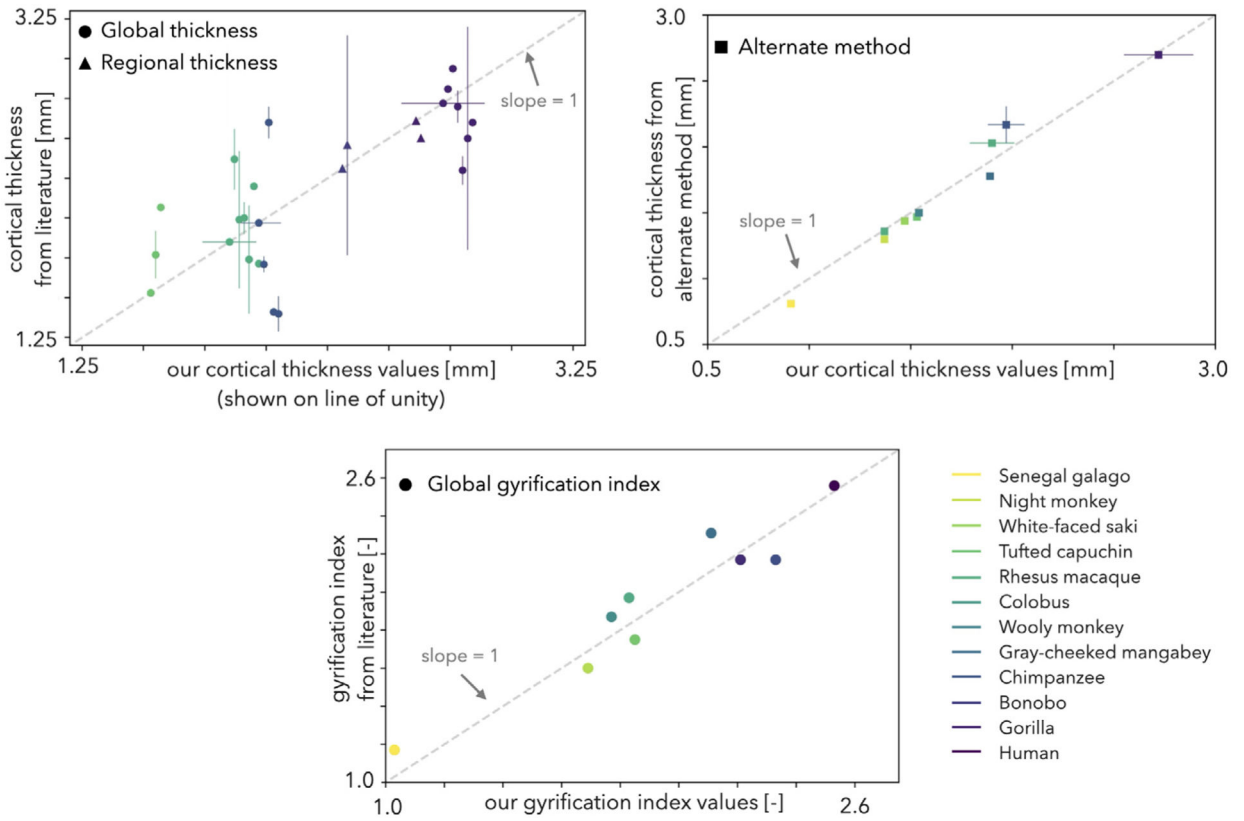 3.25
Global thickness
Regional thickness
slope = 1
cortical thickness
from literature [mm]
1.25
1.25
our cortical thickness values [mm]
3.25
(shown on line of unity)
3.0
Alternate method
cortical thickness from
alternate method [mm]
slope = 1
0.5
0.5
our cortical thickness values [mm]
3.0
2.6
Global gyrification index
gyrification index
from literature [-]
slope = 1
1.0
1.0
our gyrification index values [-]
2.6
Senegal galago
Night monkey
White-faced saki
Tufted capuchin
Rhesus macaque
Colobus
Wooly monkey
Gray-cheeked mangabey
Chimpanzee
Bonobo
Gorilla
Human